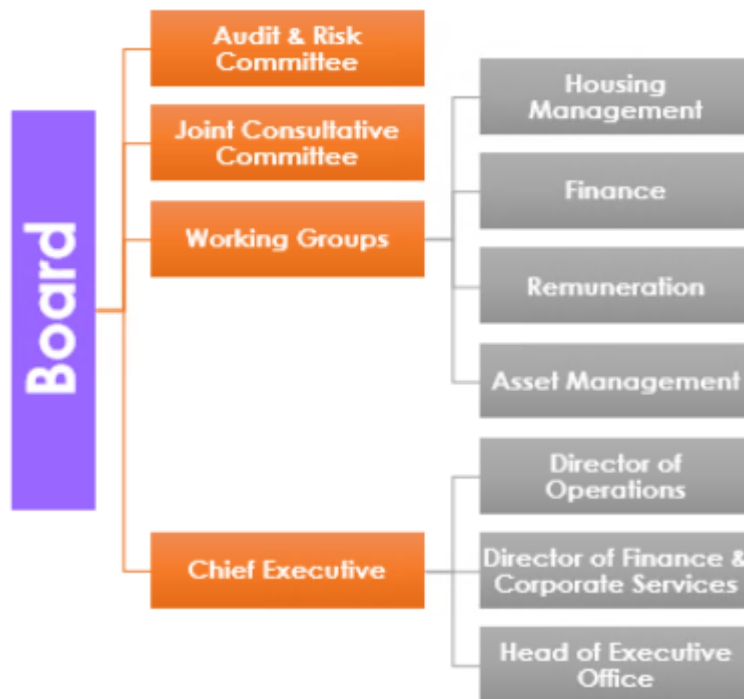 Board
Audit & Risk
Committee
Joint Consultative
Committee
Working Groups
Housing
Management
Finance
Remuneration
Asset Management
Chief Executive
Director of
Operations
Director of Finance &
Corporate Services
Head of Executive
Office